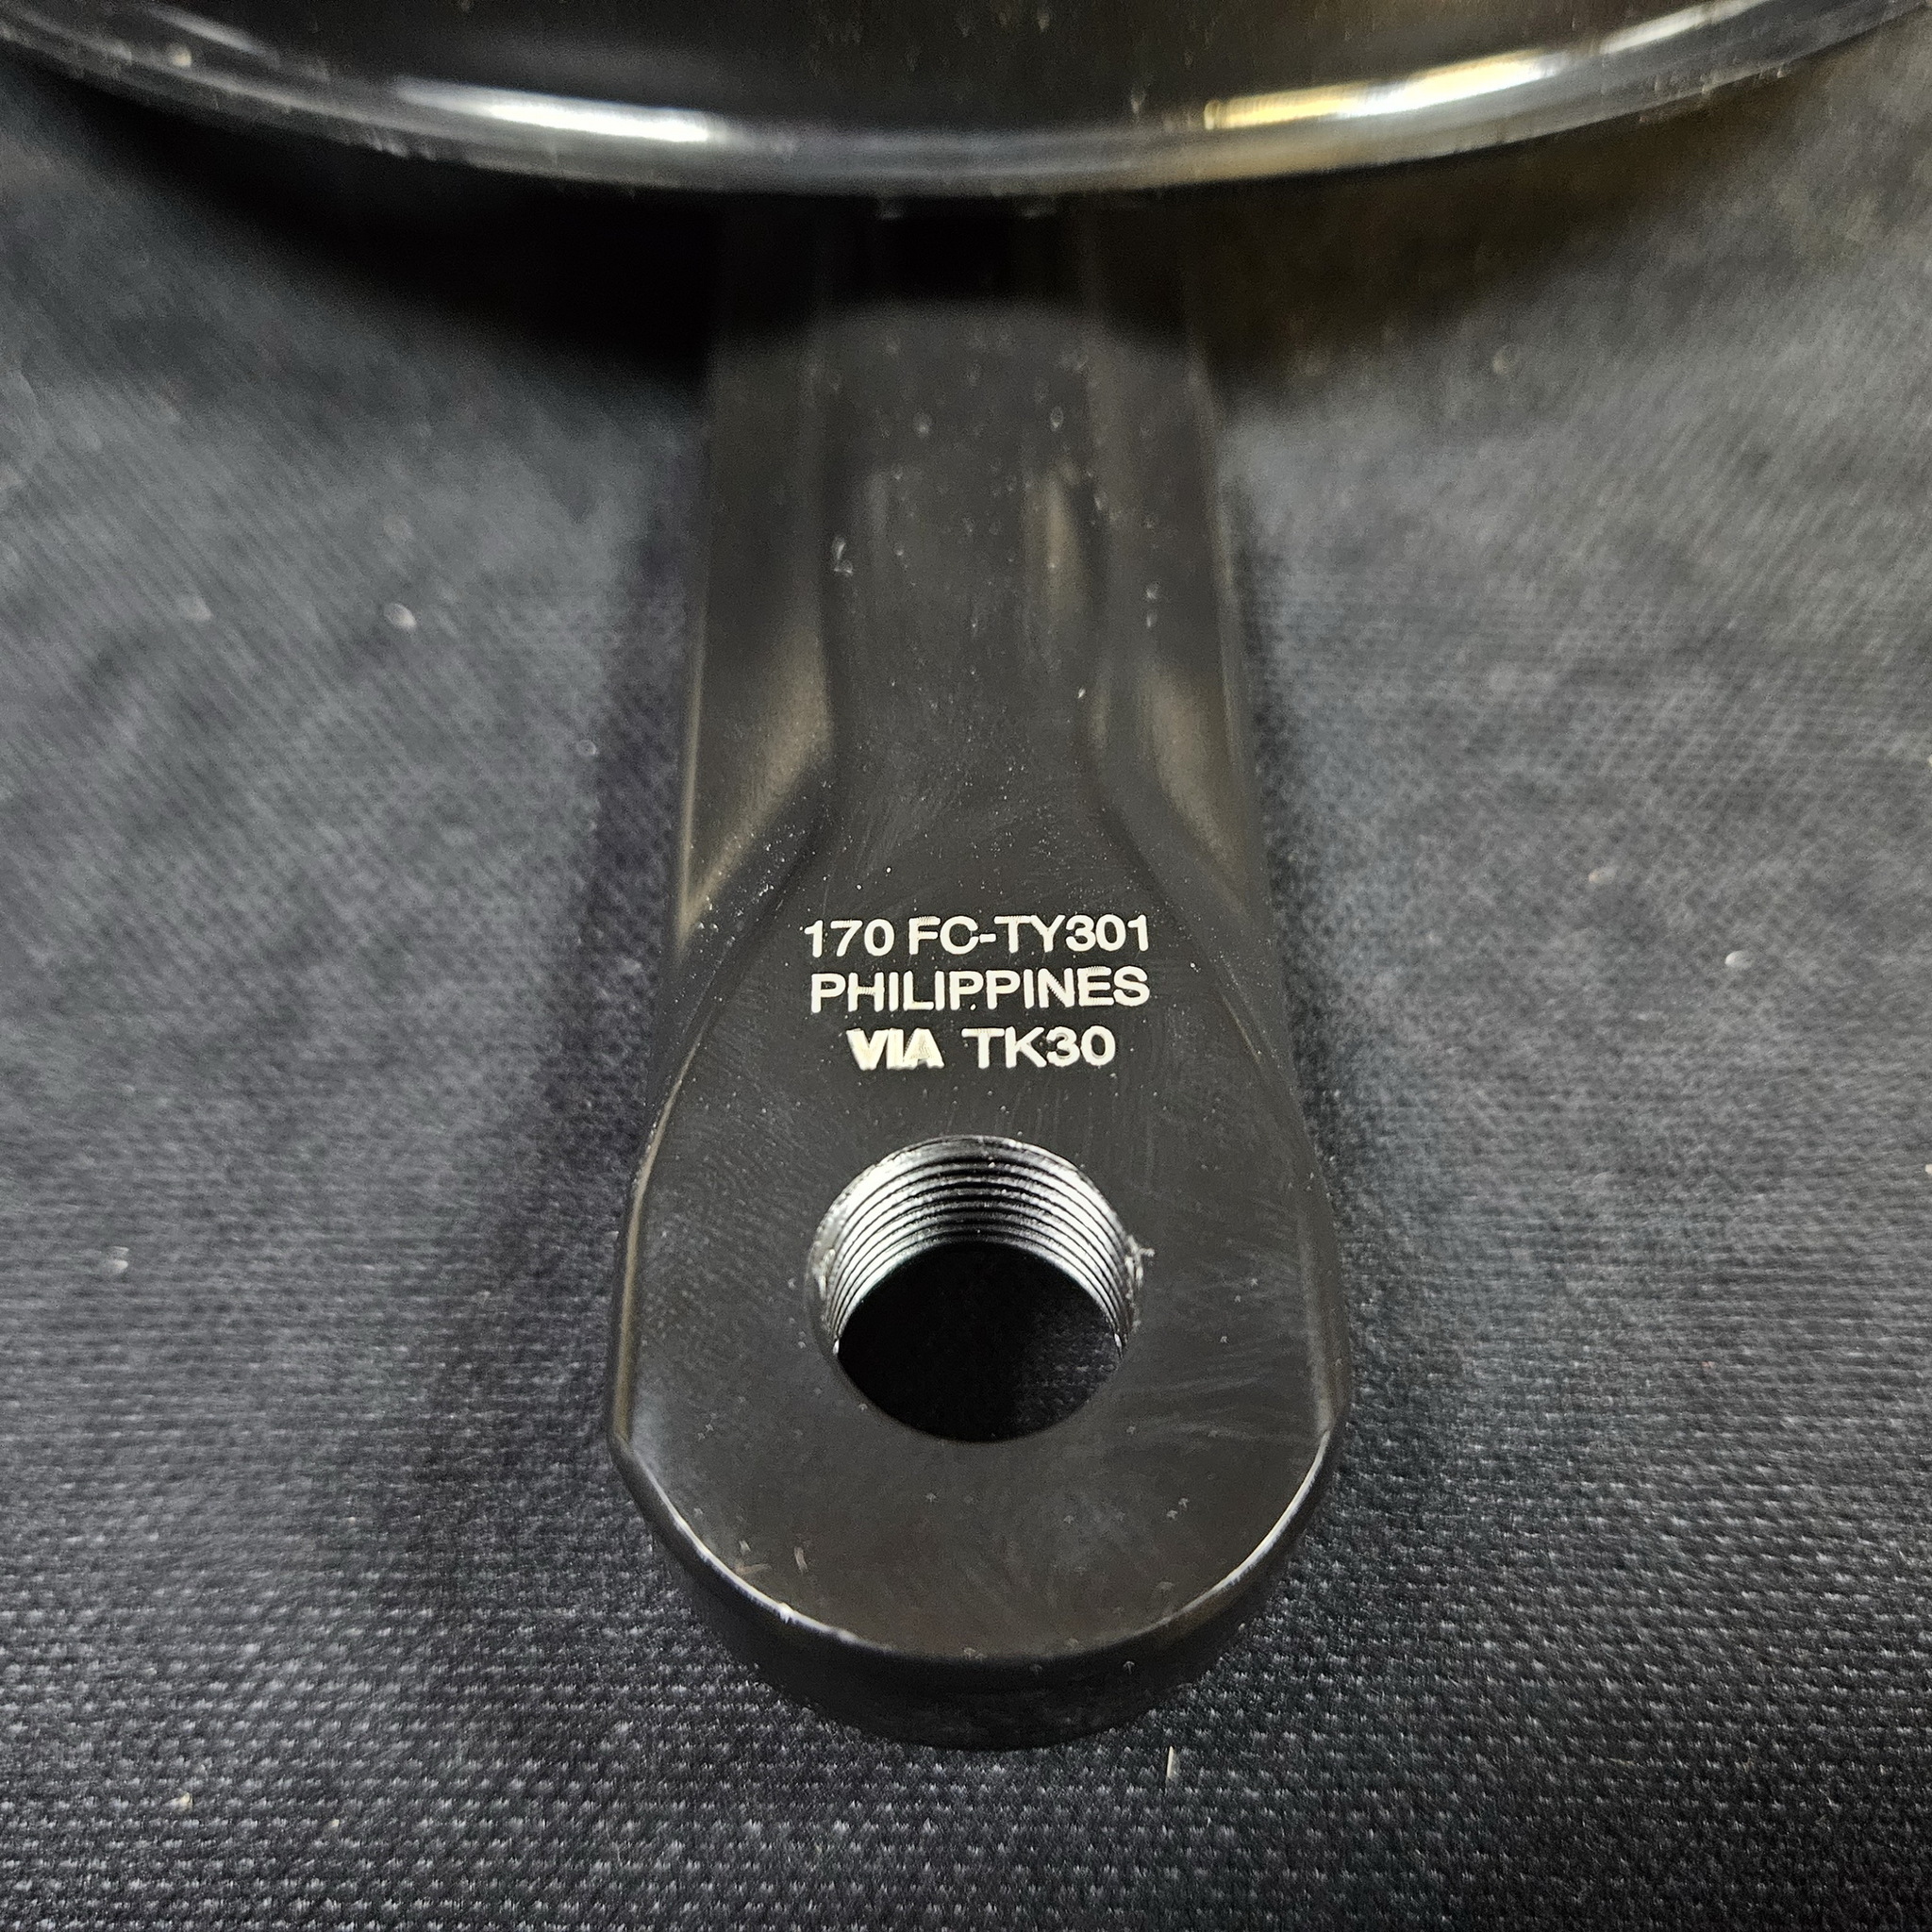 170 FC-TY301
PHILIPPINES
VIA TK30